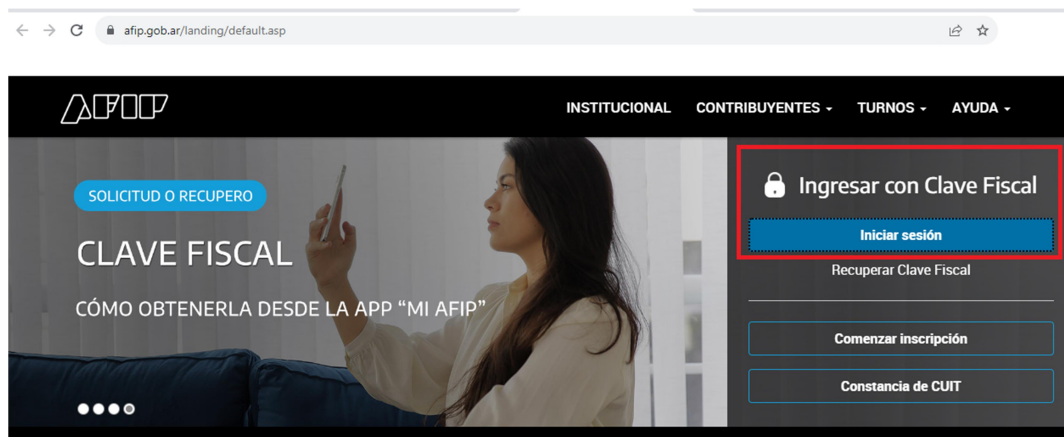 afip.gob.ar/landing/default.asp
AFIP
INSTITUCIONAL CONTRIBUYENTES TURNOS AYUDA
SOLICITUD O RECUPERO
CLAVE FISCAL
CÓMO OBTENERLA DESDE LA APP “MI AFIP”
Ingresar con Clave Fiscal
Iniciar sesión
Recuperar Clave Fiscal
Comenzar inscripción
Constancia de CUIT